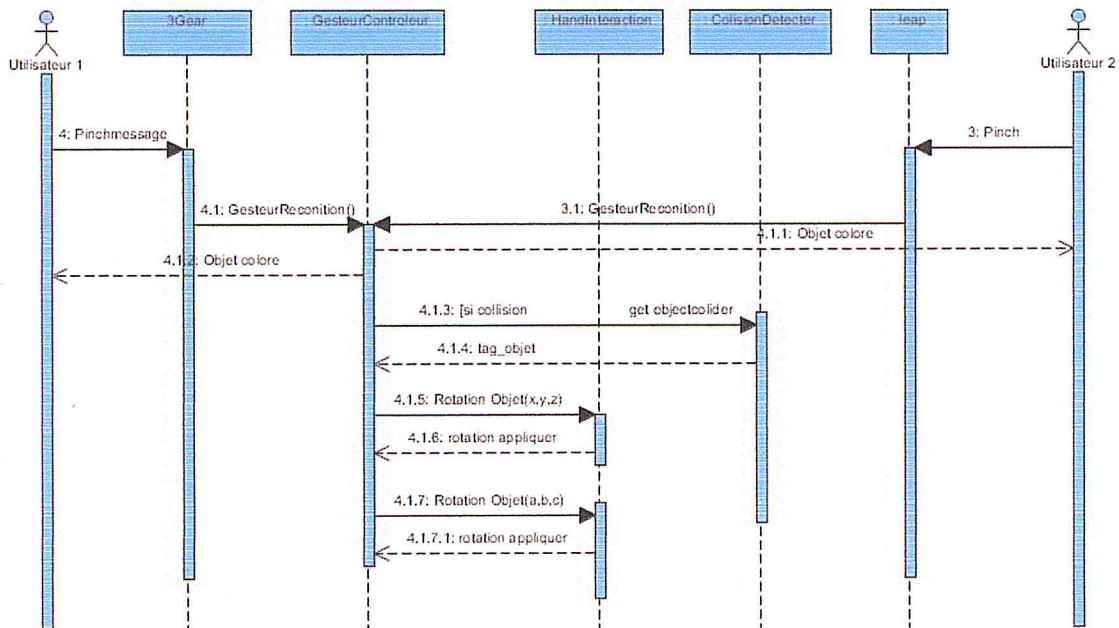 3Gear
GesteurControleur
: HandInteraction
: ColisionDetecter
: leap
Utilisateur 1
Utilisateur 2
4: Pinchmessage
3: Pinch
4.1: GesteurReconition()
3.1: GesteurReconition()
4.1.1: Objet colore
4.1.2: Objet colore
4.1.3: [si collision get objectcolider
4.1.4: tag_objet
4.1.5: Rotation Objet(x,y,z)
4.1.6: rotation appliquer
4.1.7: Rotation Objet(a,b,c)
4.1.7.1: rotation appliquer